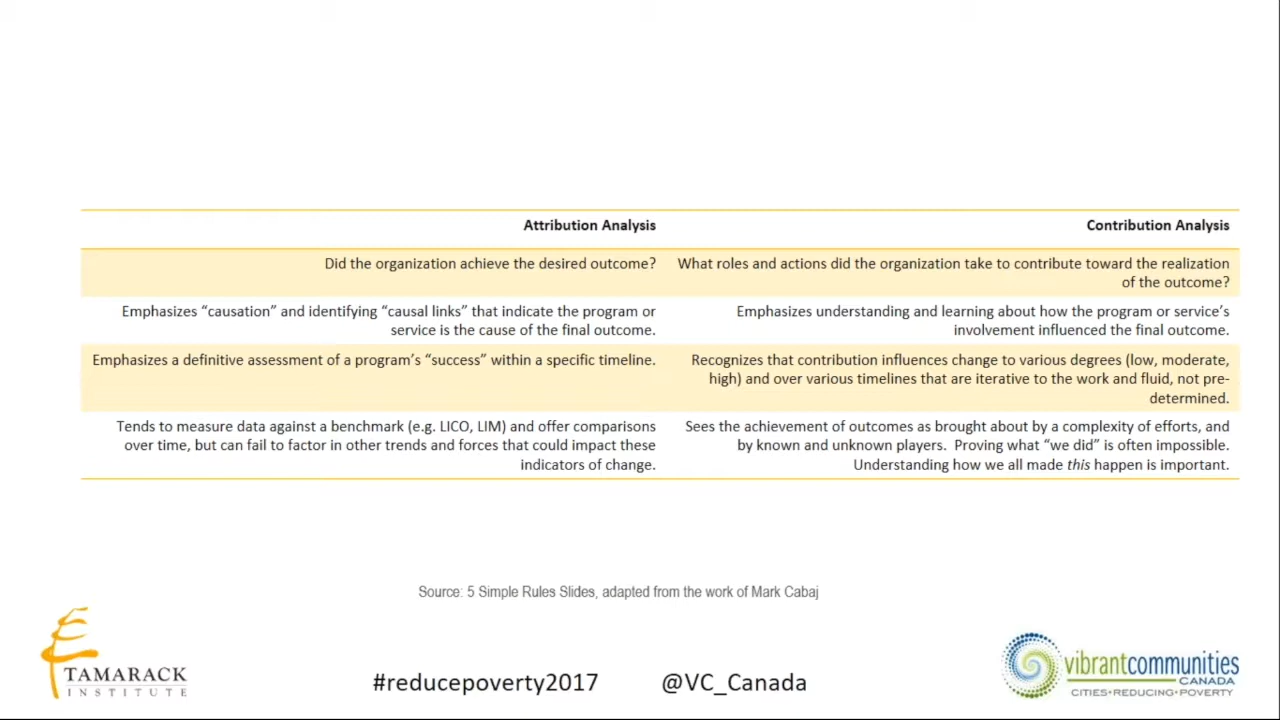 Attribution Analysis
Contribution Analysis
Did the organization achieve the desired outcome?
What roles and actions did the organization take to contribute toward the realization
of the outcome?
Emphasizes “causation” and identifying “causal links” that indicate the program or
service is the cause of the final outcome.
Emphasizes understanding and learning about how the program or service’s
involvement influenced the final outcome.
Emphasizes a definitive assessment of a program’s “success” within a specific timeline.
Recognizes that contribution influences change to various degrees (low, moderate,
high) and over various timelines that are iterative to the work and fluid, not pre-
determined.
Tends to measure data against a benchmark (e.g. LICO, LIM) and offer comparisons
over time, but can fail to factor in other trends and forces that could impact these
indicators of change.
Sees the achievement of outcomes as brought about by a complexity of efforts, and
by known and unknown players.  Proving what “we did” is often impossible.
Understanding how we all made this happen is important.
Source: 5 Simple Rules Slides, adapted from the work of Mark Cabaj
TAMARACK
INSTITUTE
#reducepoverty2017
@VC_Canada
vibrantcommunities
CANADA
CITIES•REDUCING•POVERTY